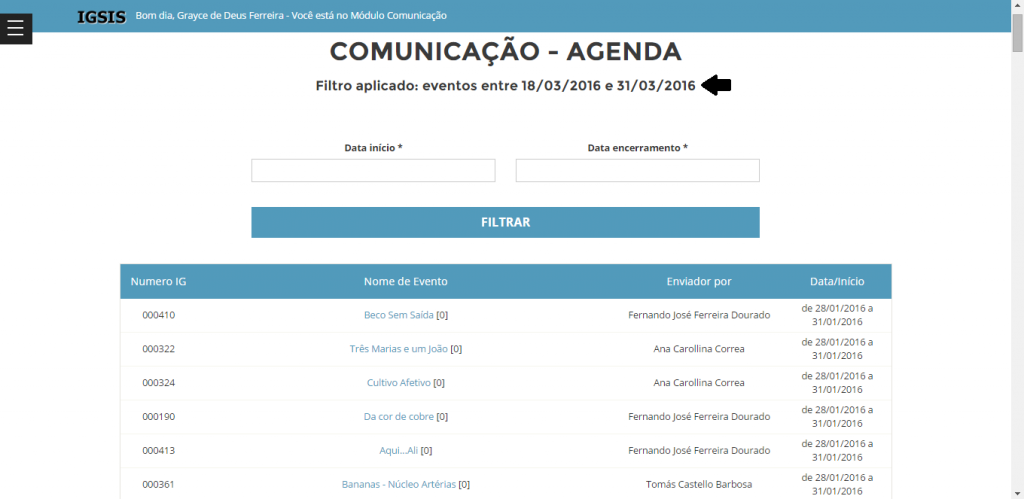 IGSIS Bom dia, Grayce de Deus Ferreira - Você está no Módulo Comunicação
COMUNICAÇÃO - AGENDA
Filtro aplicado: eventos entre 18/03/2016 e 31/03/2016
Data início * Data encerramento *
FILTRAR
Numero IG Nome de Evento Enviador por Data/Início
000410 Beco Sem Saída [0] Fernando José Ferreira Dourado de 28/01/2016 a
31/01/2016
000322 Três Marias e um João [0] Ana Carollina Correa de 28/01/2016 a
31/01/2016
000324 Cultivo Afetivo [0] Ana Carollina Correa de 28/01/2016 a
31/01/2016
000190 Da cor de cobre [0] Fernando José Ferreira Dourado de 28/01/2016 a
31/01/2016
000413 Aqui...Ali [0] Fernando José Ferreira Dourado de 28/01/2016 a
31/01/2016
000361 Bananas - Núcleo Artérias [0] Tomás Castello Barbosa de 28/01/2016 a
31/01/2016